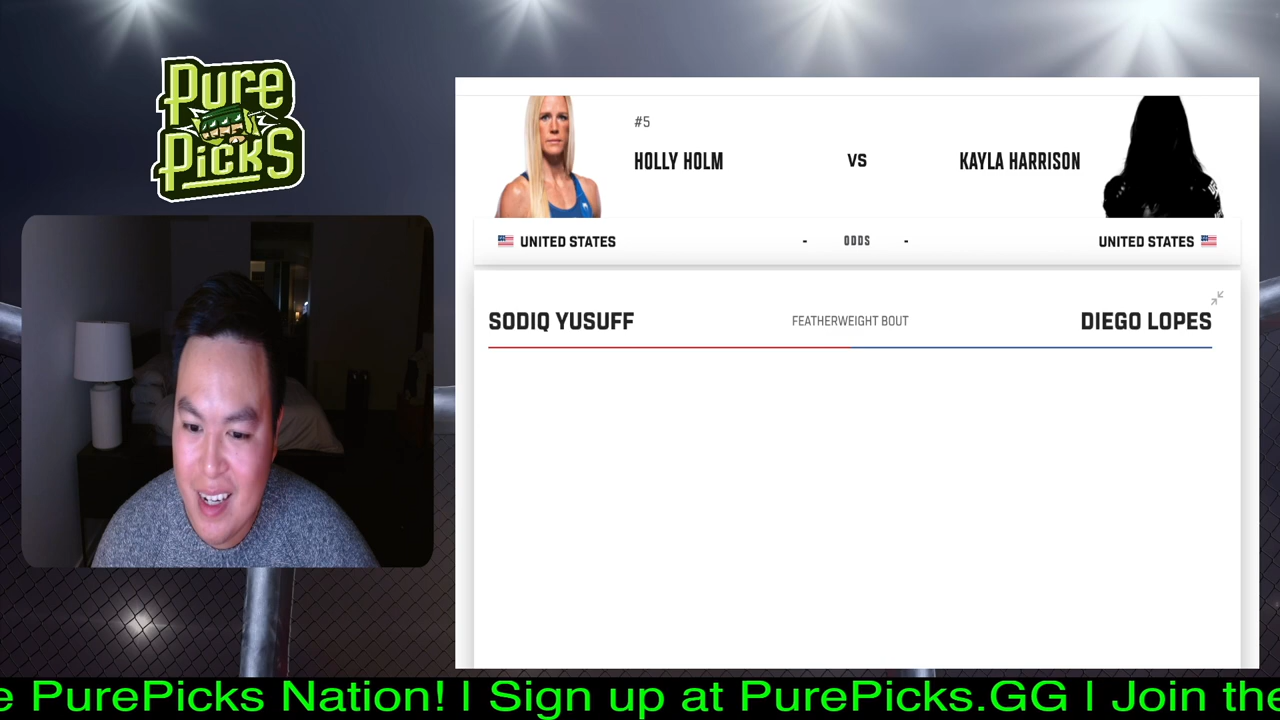 Pure
Picks
#5
HOLLY HOLM VS KAYLA HARRISON
UNITED STATES - ODDS - UNITED STATES
SODIQ YUSUFF FEATHERWEIGHT BOUT DIEGO LOPES
e PurePicks Nation! I Sign up at PurePicks.GG I Join the